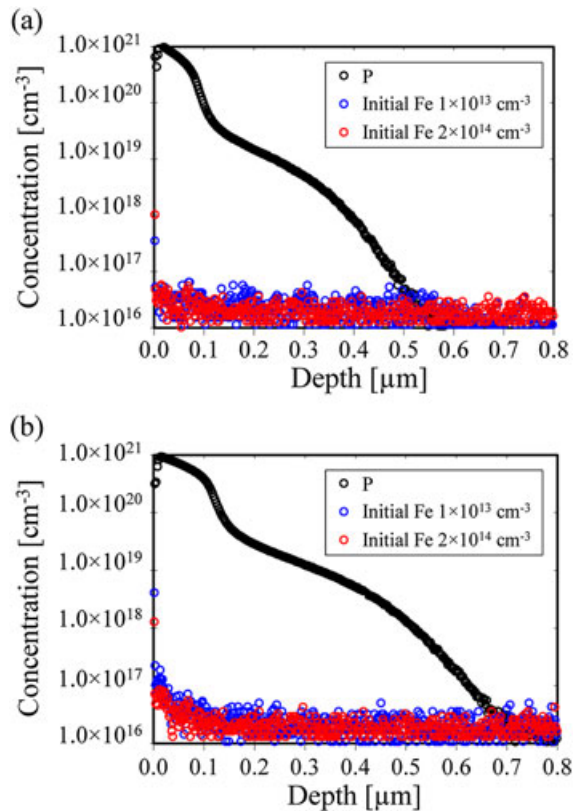 (a)
Concentration [cm⁻³]
1.0×10²¹
1.0×10²⁰
1.0×10¹⁹
1.0×10¹⁸
1.0×10¹⁷
1.0×10¹⁶
P
Initial Fe 1×10¹³ cm⁻³
Initial Fe 2×10¹⁴ cm⁻³
0.0 0.1 0.2 0.3 0.4 0.5 0.6 0.7 0.8
Depth [µm]
(b)
Concentration [cm⁻³]
1.0×10²¹
1.0×10²⁰
1.0×10¹⁹
1.0×10¹⁸
1.0×10¹⁷
1.0×10¹⁶
P
Initial Fe 1×10¹³ cm⁻³
Initial Fe 2×10¹⁴ cm⁻³
0.0 0.1 0.2 0.3 0.4 0.5 0.6 0.7 0.8
Depth [µm]